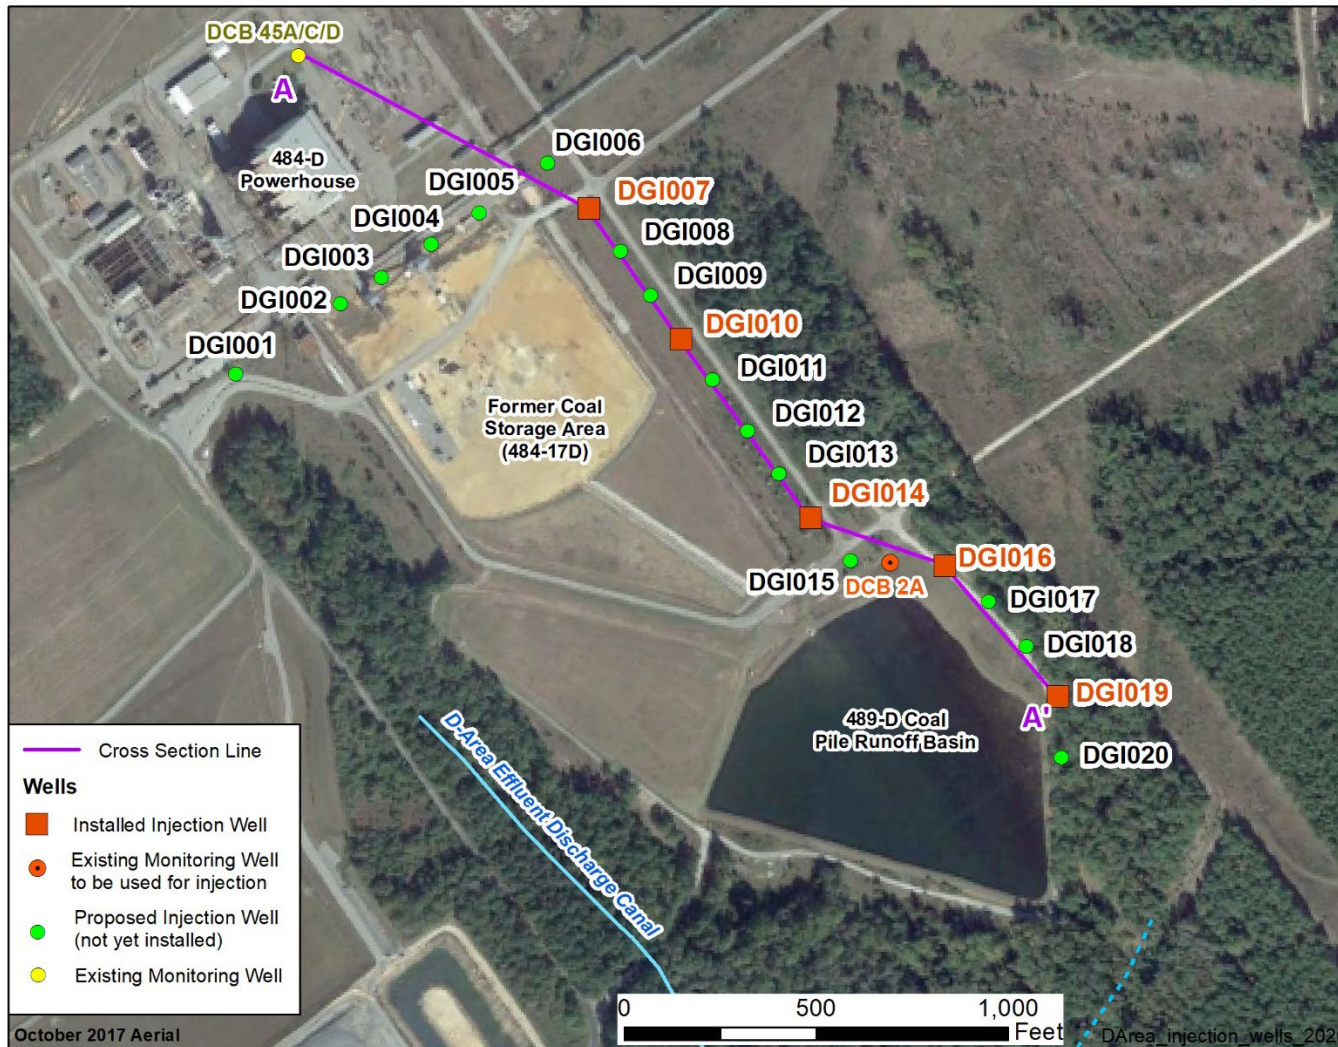 DCB 45A/C/D
A
484-D
Powerhouse
DGI006
DGI005
DGI007
DGI004
DGI008
DGI003
DGI009
DGI002
DGI010
DGI001
DGI011
Former Coal
Storage Area
(484-17D)
DGI012
DGI013
DGI014
DGI016
DGI015
DCB 2A
DGI017
DGI018
DGI019
A'
489-D Coal
Pile Runoff Basin
DGI020
D-Area Effluent Discharge Canal
Cross Section Line
Wells
Installed Injection Well
Existing Monitoring Well
to be used for injection
Proposed Injection Well
(not yet installed)
Existing Monitoring Well
October 2017 Aerial
0 500 1,000
Feet
DArea_injection_wells_202